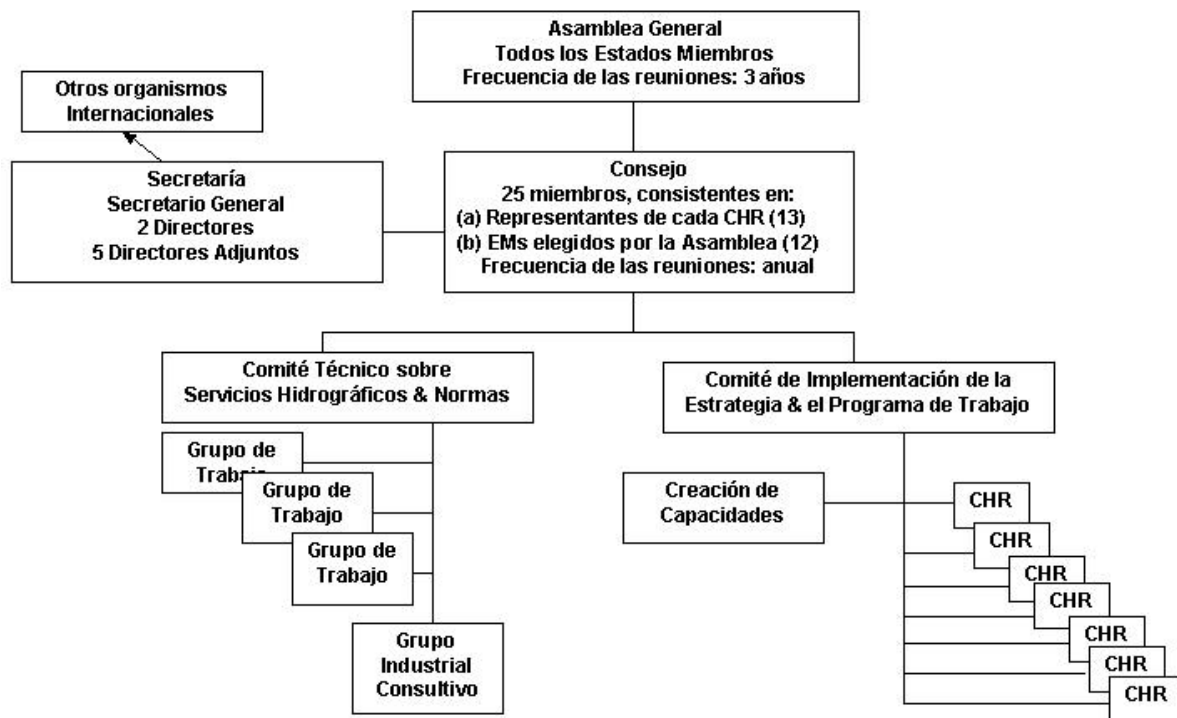 Asamblea General
Todos los Estados Miembros
Frecuencia de las reuniones: 3 años
Otros organismos
Internacionales
Secretaría
Secretario General
2 Directores
5 Directores Adjuntos
Consejo
25 miembros, consistentes en:
(a) Representantes de cada CHR (13)
(b) EMs elegidos por la Asamblea (12)
Frecuencia de las reuniones: anual
Comité Técnico sobre
Servicios Hidrográficos & Normas
Grupo de
Trabajo
Grupo de
Trabajo
Grupo de
Trabajo
Grupo
Industrial
Consultivo
Comité de Implementación de la
Estrategia & el Programa de Trabajo
Creación de
Capacidades
CHR
CHR
CHR
CHR
CHR
CHR
CHR